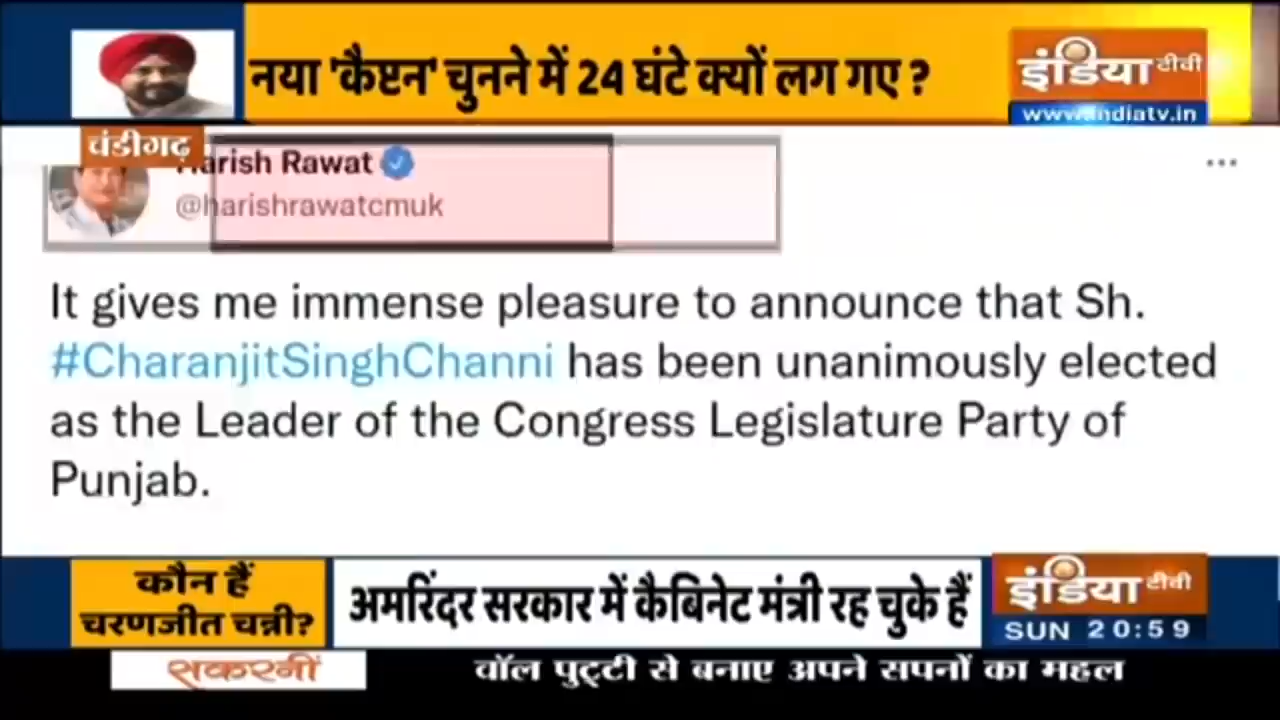 नया 'कैप्टन' चुनने में 24 घंटे क्यों लग गए ?
इंडिया टीवी
www.indiatv.in
चंडीगढ़
Harish Rawat
@harishrawatcmuk
It gives me immense pleasure to announce that Sh.
#CharanjitSinghChanni has been unanimously elected
as the Leader of the Congress Legislature Party of
Punjab.
कौन हैं
चरणजीत चन्नी?
अमरिंदर सरकार में कैबिनेट मंत्री रह चुके हैं
इंडिया टीवी
SUN 20:59
सकरनी
वॉल पुट्टी से बनाए अपने सपनों का महल